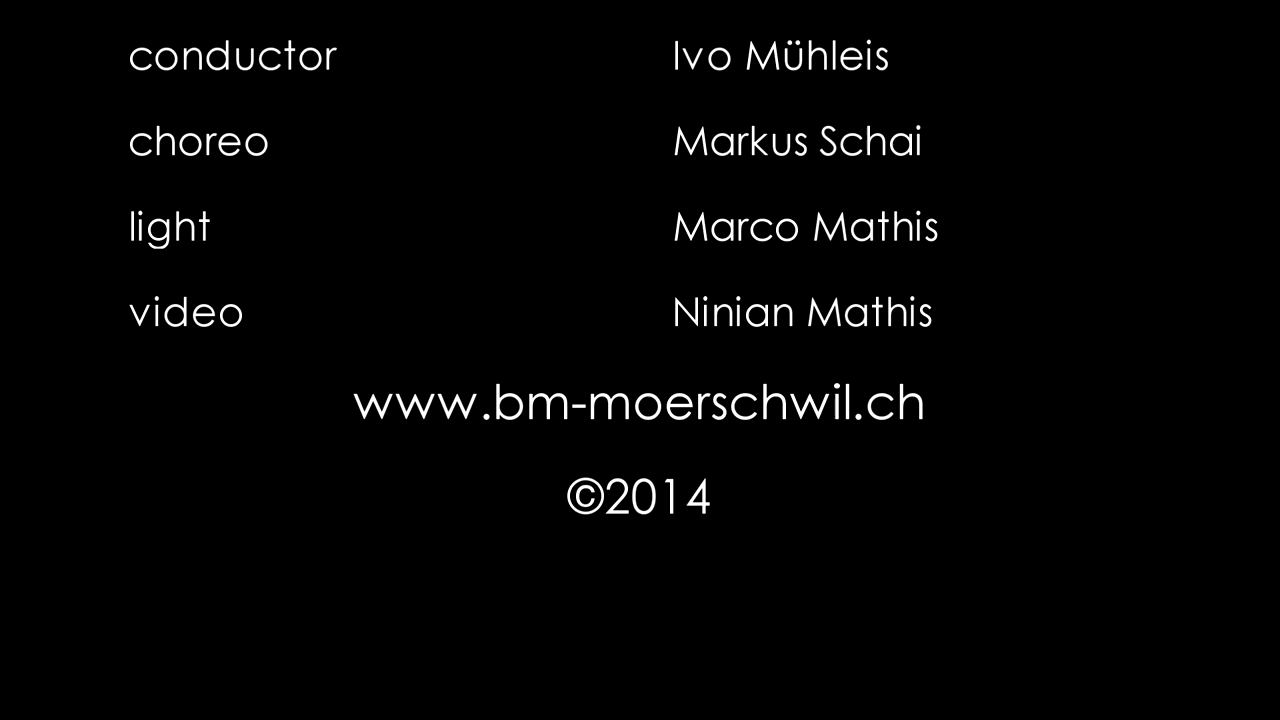 conductor Ivo Mühleis
choreo Markus Schai
light Marco Mathis
video Ninian Mathis
www.bm-moerschwil.ch
©2014